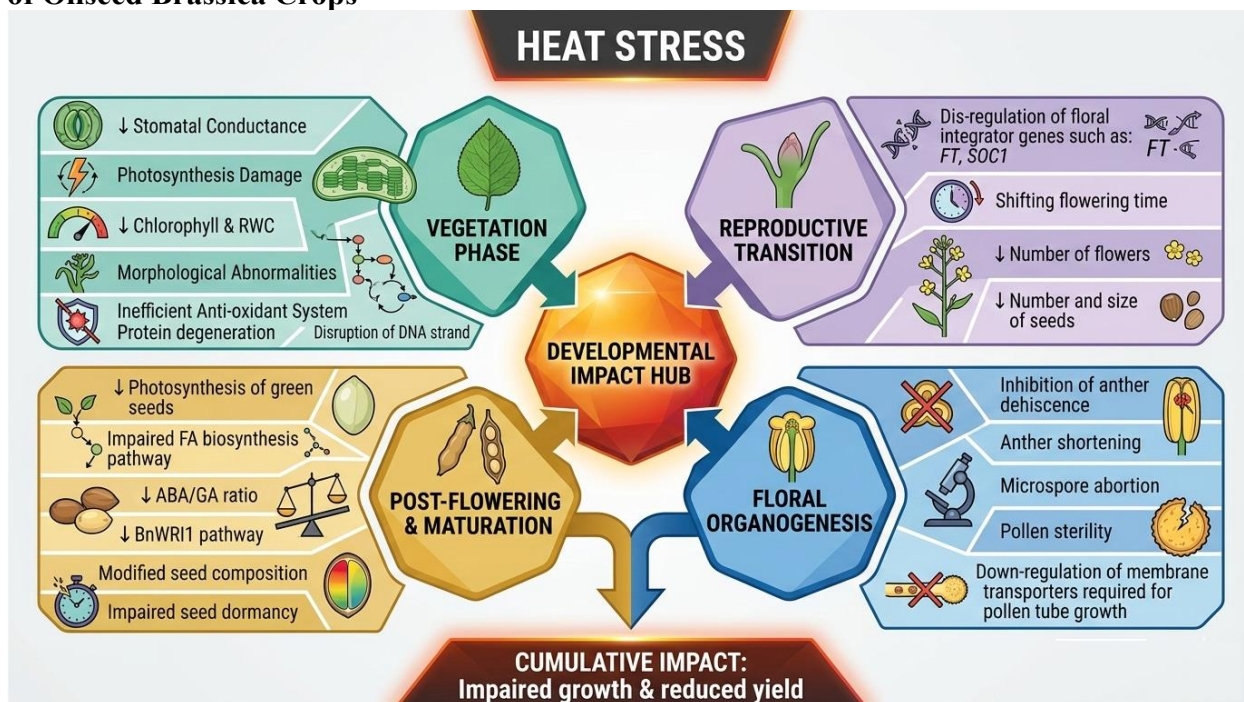 of Oilseed Brassica Crops
HEAT STRESS
↓ Stomatal Conductance
Photosynthesis Damage
↓ Chlorophyll & RWC
Morphological Abnormalities
Inefficient Anti-oxidant System
Protein degeneration
Disruption of DNA strand
VEGETATION
PHASE
REPRODUCTIVE
TRANSITION
Dis-regulation of floral
integrator genes such as:
FT, SOC1
FT
Shifting flowering time
↓ Number of flowers
↓ Number and size
of seeds
DEVELOPMENTAL
IMPACT HUB
↓ Photosynthesis of green
seeds
Impaired FA biosynthesis
pathway
↓ ABA/GA ratio
↓ BnWRI1 pathway
Modified seed composition
Impaired seed dormancy
POST-FLOWERING
& MATURATION
FLORAL
ORGANOGENESIS
Inhibition of anther
dehiscence
Anther shortening
Microspore abortion
Pollen sterility
Down-regulation of membrane
transporters required for
pollen tube growth
CUMULATIVE IMPACT:
Impaired growth & reduced yield